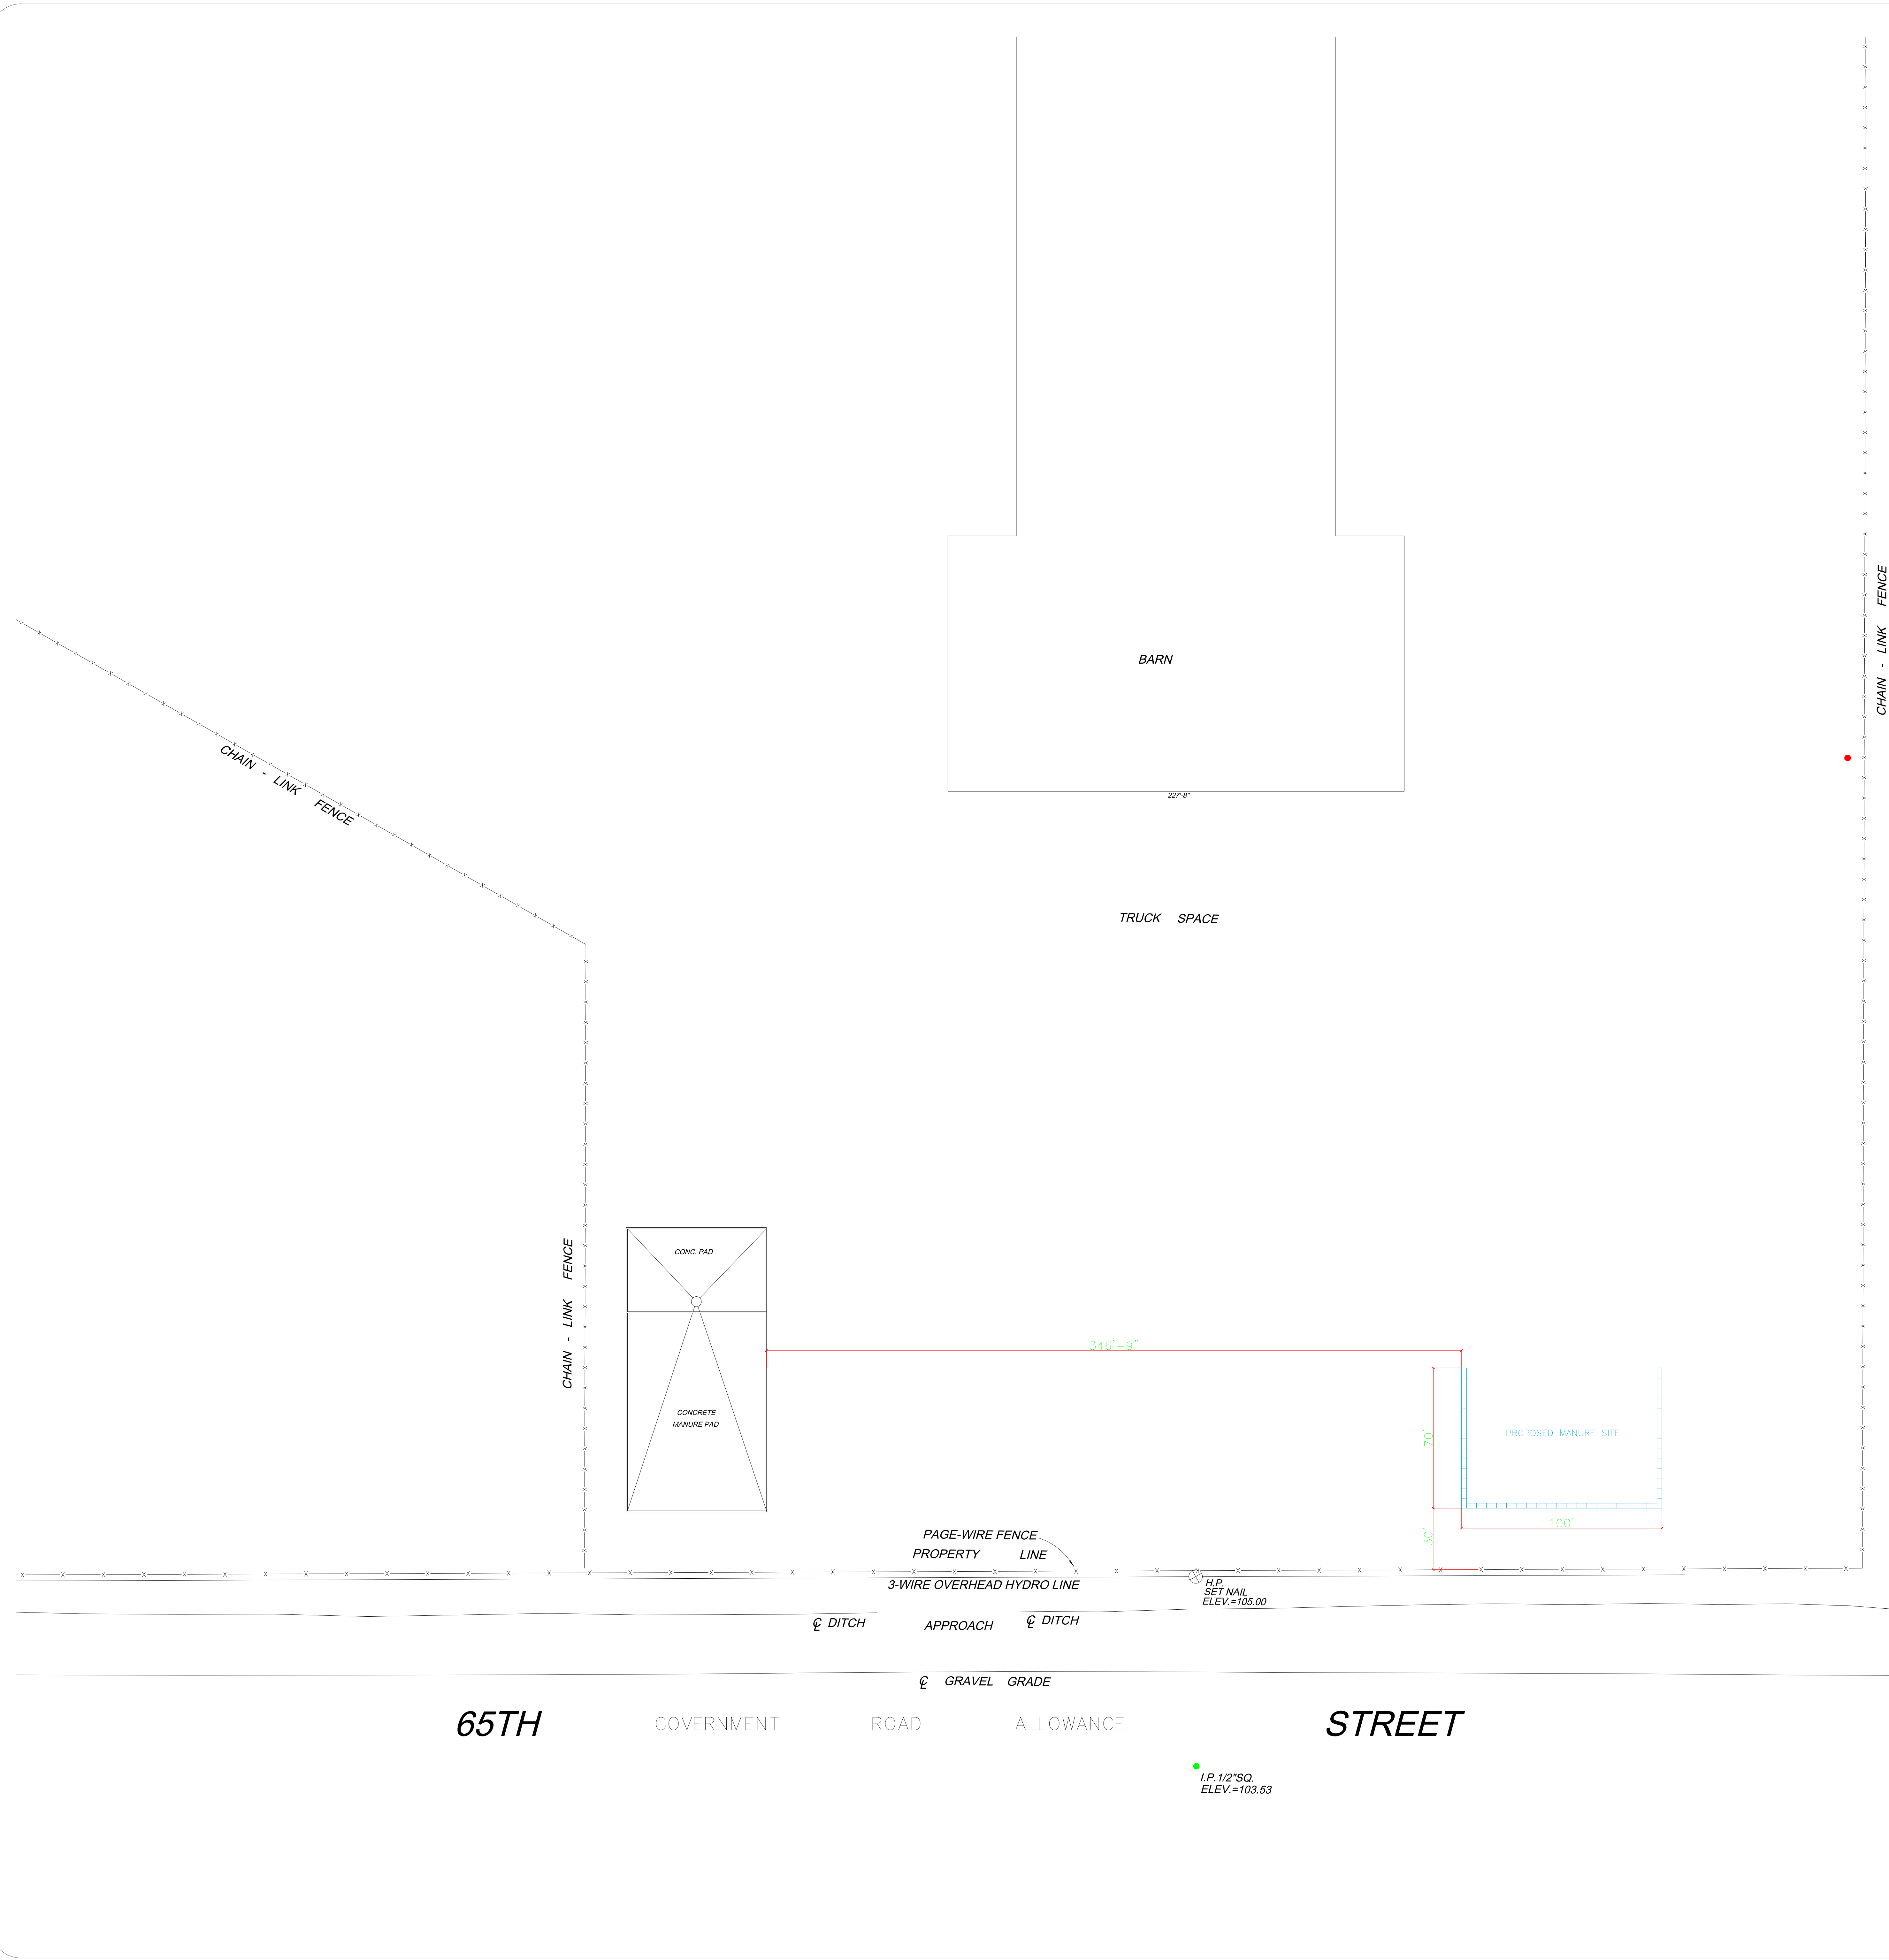 CHAIN - LINK FENCE
BARN
227'-8"
CHAIN - LINK FENCE
TRUCK SPACE
CONC. PAD
CHAIN - LINK FENCE
346'-9"
CONCRETE
MANURE PAD
70'
PROPOSED MANURE SITE
30'
100'
PAGE-WIRE FENCE
PROPERTY LINE
3-WIRE OVERHEAD HYDRO LINE
H.P.
SET NAIL
ELEV.=105.00
℄ DITCH
APPROACH
℄ DITCH
℄ GRAVEL GRADE
65TH GOVERNMENT ROAD ALLOWANCE STREET
I.P.1/2"SQ.
ELEV.=103.53